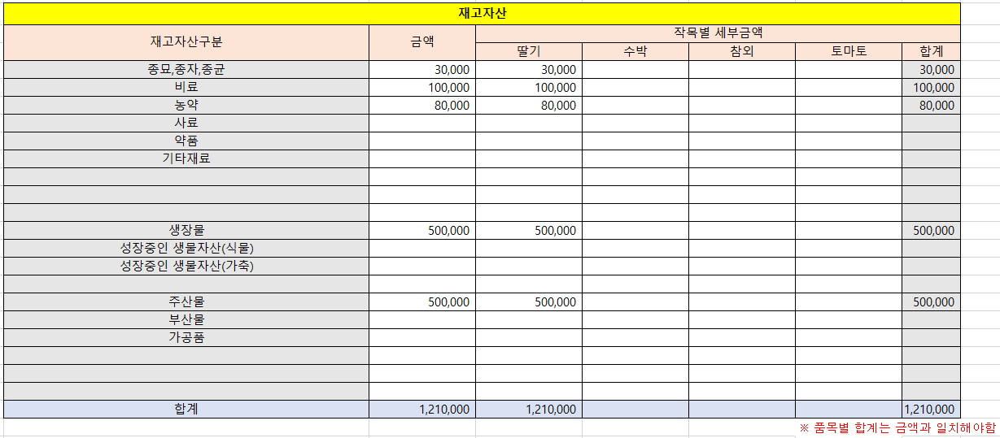 재고자산
재고자산구분 금액 작목별 세부금액
딸기 수박 참외 토마토 합계
종묘,종자,종균 30,000 30,000 30,000
비료 100,000 100,000 100,000
농약 80,000 80,000 80,000
사료
약품
기타재료
생장물 500,000 500,000 500,000
성장중인 생물자산(식물)
성장중인 생물자산(가축)
주산물 500,000 500,000 500,000
부산물
가공품
합계 1,210,000 1,210,000 1,210,000
※ 품목별 합계는 금액과 일치해야함